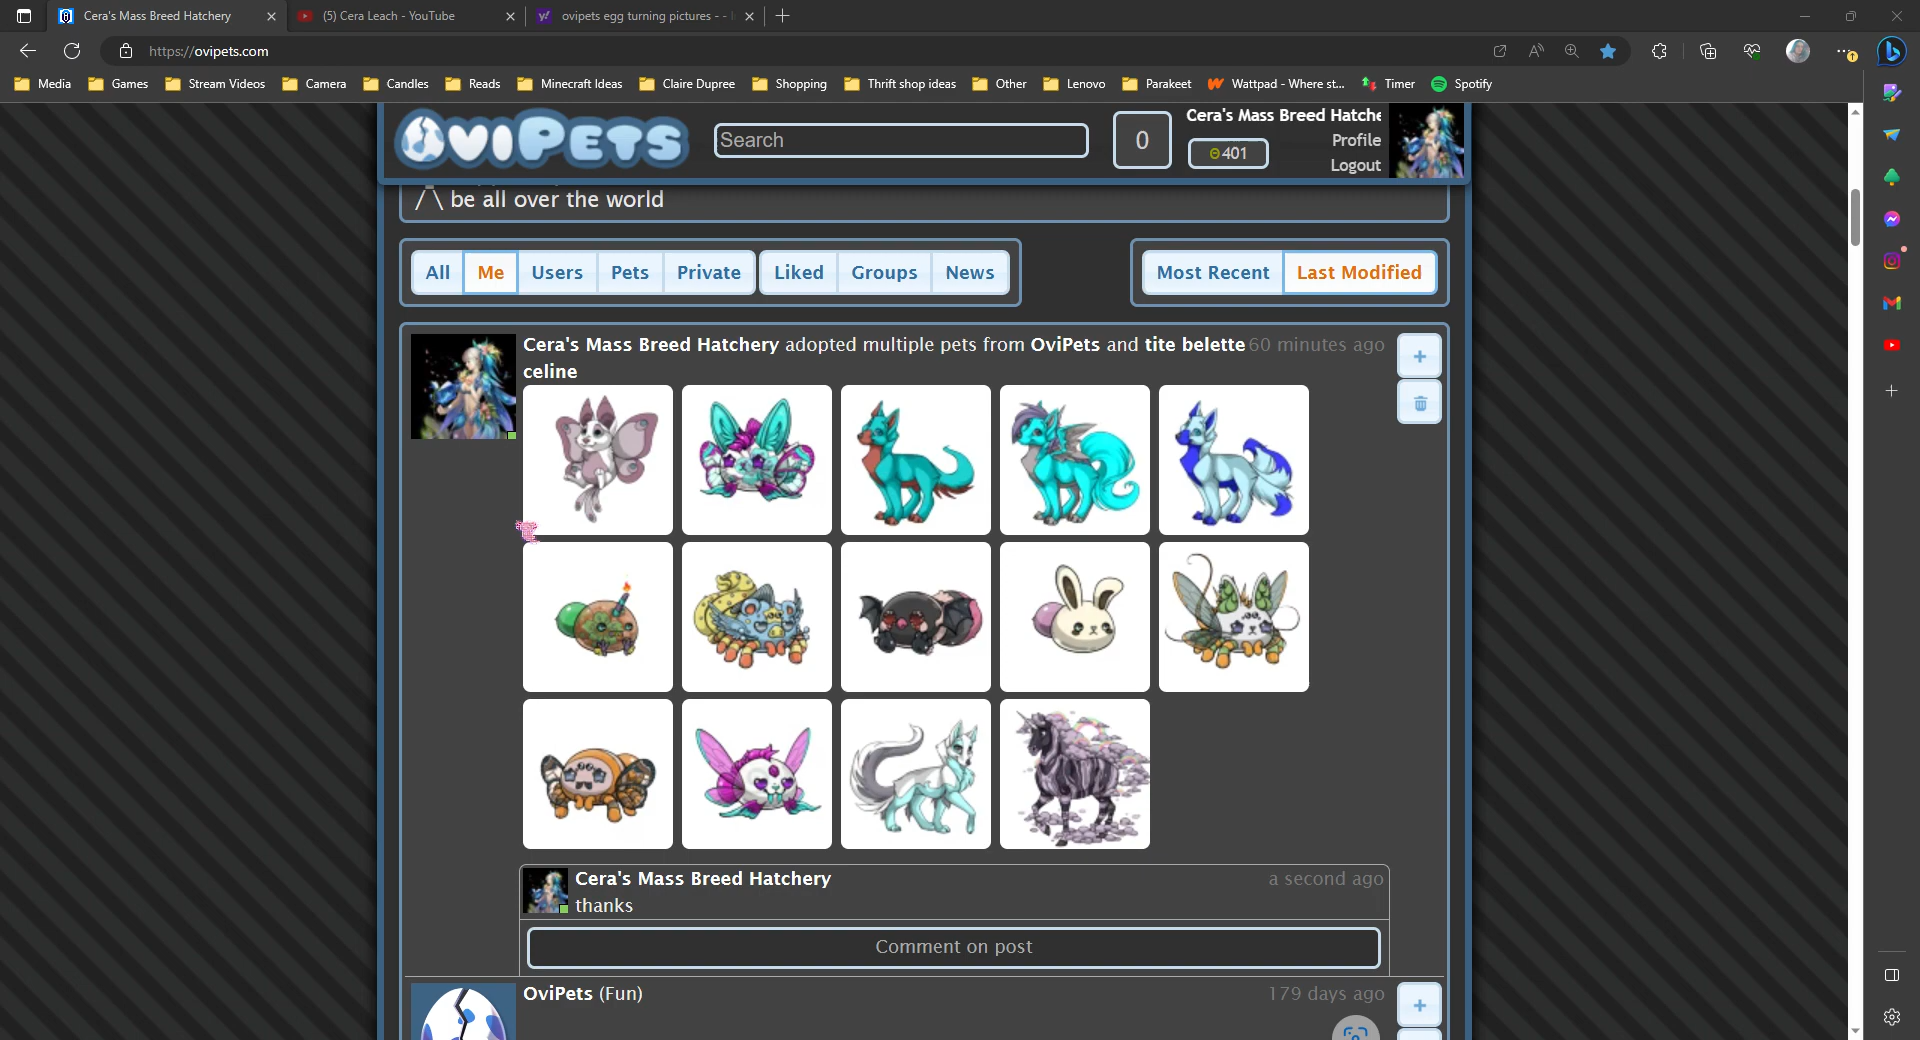 Cera's Mass Breed Hatchery
(5) Cera Leach - YouTube
ovipets egg turning pictures - -
https://ovipets.com
Media
Games
Stream Videos
Camera
Candles
Reads
Minecraft Ideas
Claire Dupree
Shopping
Thrift shop ideas
Other
Lenovo
Parakeet
Wattpad - Where st...
Timer
Spotify
OviPets
Search
0
Cera's Mass Breed Hatche
401
Profile
Logout
/ \ be all over the world
All
Me
Users
Pets
Private
Liked
Groups
News
Most Recent
Last Modified
Cera's Mass Breed Hatchery adopted multiple pets from OviPets and tite belette 60 minutes ago
celine
Cera's Mass Breed Hatchery a second ago
thanks
Comment on post
OviPets (Fun) 179 days ago